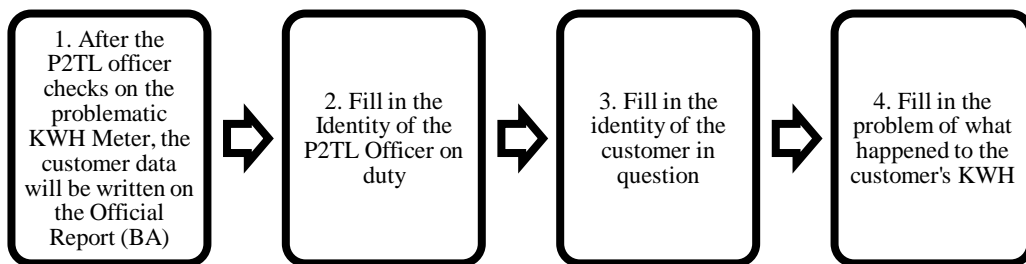 1. After the
P2TL officer
checks on the
problematic
KWH Meter, the
customer data
will be written on
the Official
Report (BA)
2. Fill in the
Identity of the
P2TL Officer on
duty
3. Fill in the
identity of the
customer in
question
4. Fill in the
problem of what
happened to the
customer's KWH